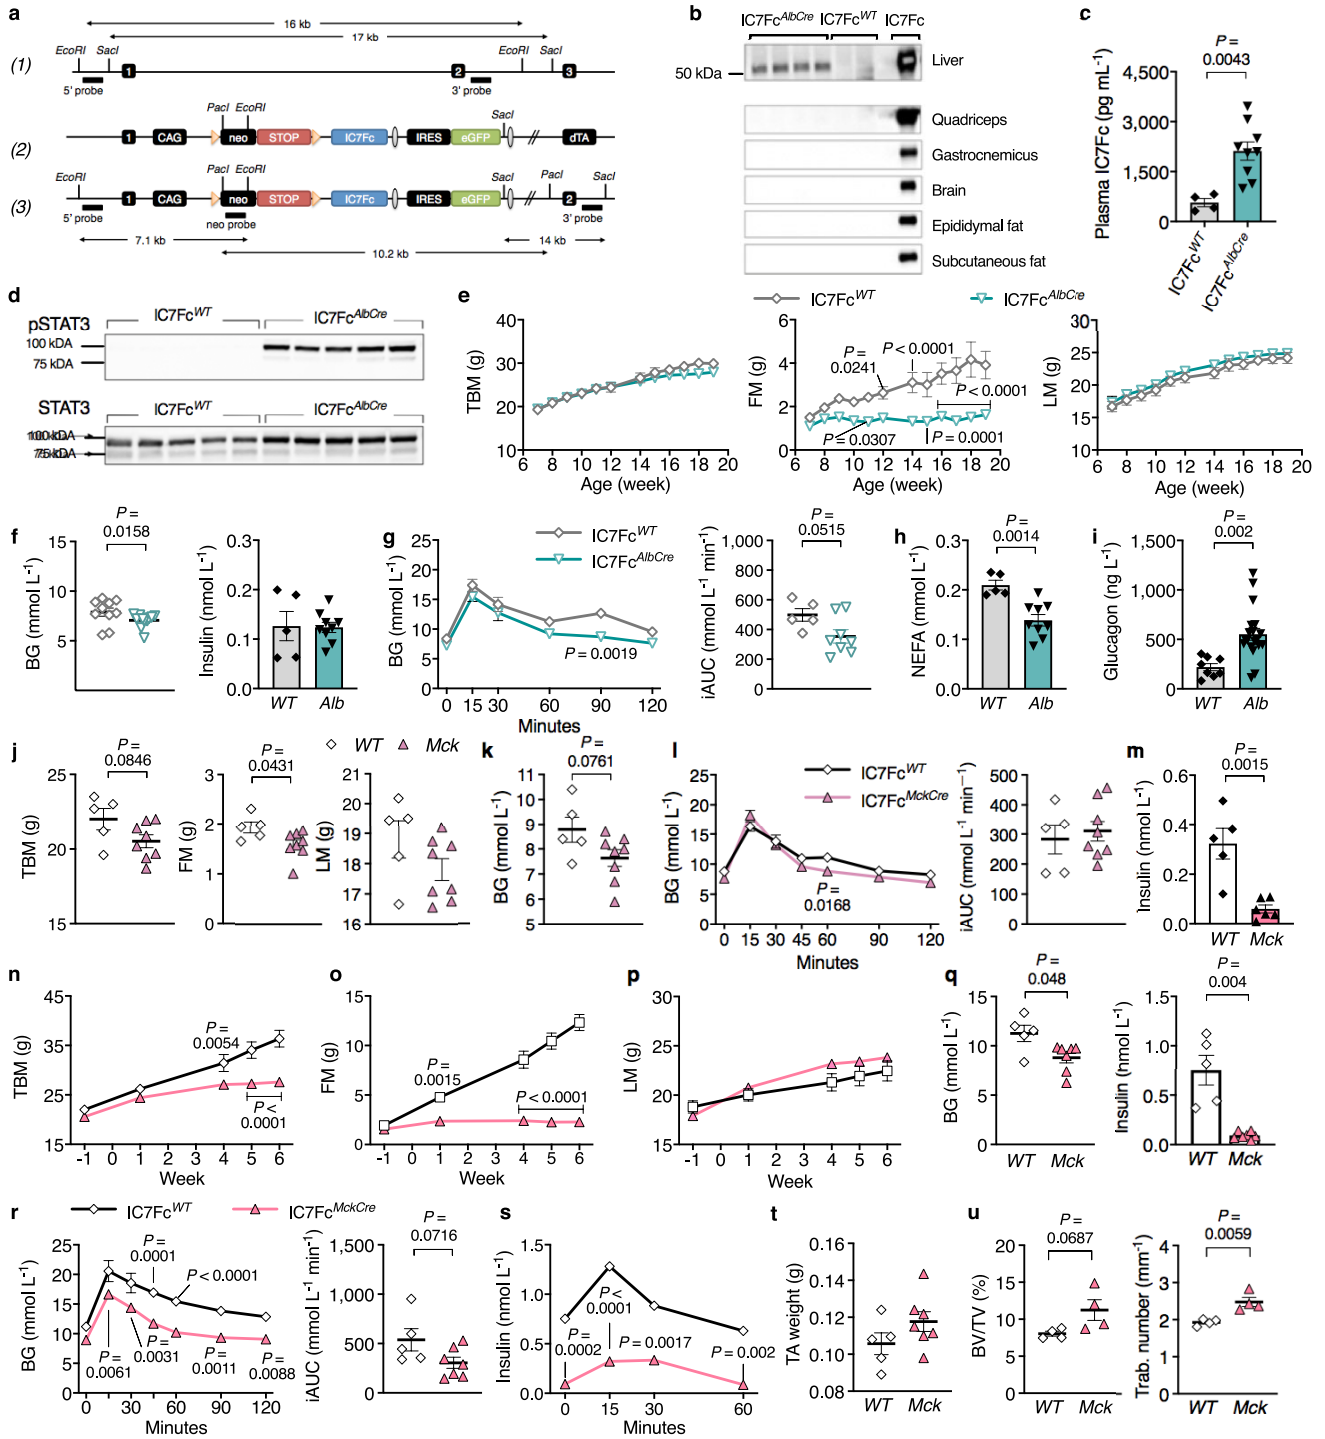 a
16 kb
17 kb
EcoRI SacI EcoRI SacI
(1) 1 2 3
5' probe 3' probe
PacI EcoRI SacI
(2) 1 CAG neo STOP IC7Fc IRES eGFP // dTA
EcoRI PacI EcoRI SacI PacI SacI
(3) 1 CAG neo STOP IC7Fc IRES eGFP // 2
5' probe neo probe 3' probe
7.1 kb 14 kb
10.2 kb
b
IC7Fc^AlbCre IC7Fc^WT IC7Fc
50 kDa
Liver
Quadriceps
Gastrocnemicus
Brain
Epididymal fat
Subcutaneous fat
c
P =
0.0043
Plasma IC7Fc (pg mL⁻¹)
4,500
3,000
1,500
0
IC7Fc^WT
IC7Fc^AlbCre
d
pSTAT3 IC7Fc^WT IC7Fc^AlbCre
100 kDA
75 kDA
STAT3 IC7Fc^WT IC7Fc^AlbCre
100 kDA
75 kDA
e
IC7Fc^WT IC7Fc^AlbCre
TBM (g)
40
30
20
10
6 8 10 12 14 16 18 20
Age (week)
FM (g)
6
4
2
0
P =
0.0241
P < 0.0001
P < 0.0001
P = 0.0307
P = 0.0001
6 8 10 12 14 16 18 20
Age (week)
LM (g)
30
20
10
6 8 10 12 14 16 18 20
Age (week)
f
P =
0.0158
BG (mmol L⁻¹)
15
10
5
Insulin (nmol L⁻¹)
0.3
0.2
0.1
0.0
WT Alb
g
IC7Fc^WT
IC7Fc^AlbCre
BG (mmol L⁻¹)
25
20
15
10
5
0
P = 0.0019
0 15 30 60 90 120
Minutes
P =
0.0515
iAUC (mmol L⁻¹ min⁻¹)
1,000
800
600
400
200
0
h
P =
0.0014
NEFA (mmol L⁻¹)
0.3
0.2
0.1
0.0
WT Alb
i
P =
0.002
Glucagon (ng L⁻¹)
1,500
1,000
500
0
WT Alb
j
WT Mck
P =
0.0846
TBM (g)
25
20
15
P =
0.0431
FM (g)
3
2
1
0
LM (g)
21
20
19
18
17
16
k
P =
0.0761
BG (mmol L⁻¹)
11
10
9
8
7
6
5
l
IC7Fc^WT
IC7Fc^MckCre
BG (mmol L⁻¹)
25
20
15
10
5
0
P =
0.0168
0 15 30 45 60 90 120
Minutes
iAUC (mmol L⁻¹ min⁻¹)
500
400
300
200
100
0
m
P =
0.0015
Insulin (nmol L⁻¹)
0.6
0.4
0.2
0.0
WT Mck
n
TBM (g)
45
35
25
15
P =
0.0054
P <
0.0001
-1 0 1 2 3 4 5 6
Week
o
FM (g)
15
10
5
0
P =
0.0015
P < 0.0001
-1 0 1 2 3 4 5 6
Week
p
LM (g)
30
25
20
15
-1 0 1 2 3 4 5 6
Week
q
P =
0.048
BG (mmol L⁻¹)
15
10
5
0
WT Mck
P =
0.004
Insulin (nmol L⁻¹)
1.5
1.0
0.5
0.0
WT Mck
r
IC7Fc^WT IC7Fc^MckCre
BG (mmol L⁻¹)
25
20
15
10
5
0
P =
0.0001
P < 0.0001
P =
0.0061
P =
0.0031
P =
0.0011
P =
0.0088
0 30 60 90 120
Minutes
P =
0.0716
iAUC (mmol L⁻¹ min⁻¹)
1,500
1,000
500
0
s
Insulin (nmol L⁻¹)
1.5
1.0
0.5
0.0
P
< 0.0001
P =
0.0002
P = 0.0017
P = 0.002
0 15 30 60
Minutes
t
TA weight (g)
0.16
0.14
0.12
0.10
0.08
WT Mck
u
P =
0.0687
BV/TV (%)
20
15
10
5
0
WT Mck
P =
0.0059
Trab. number (mm⁻¹)
4
3
2
1
0
WT Mck